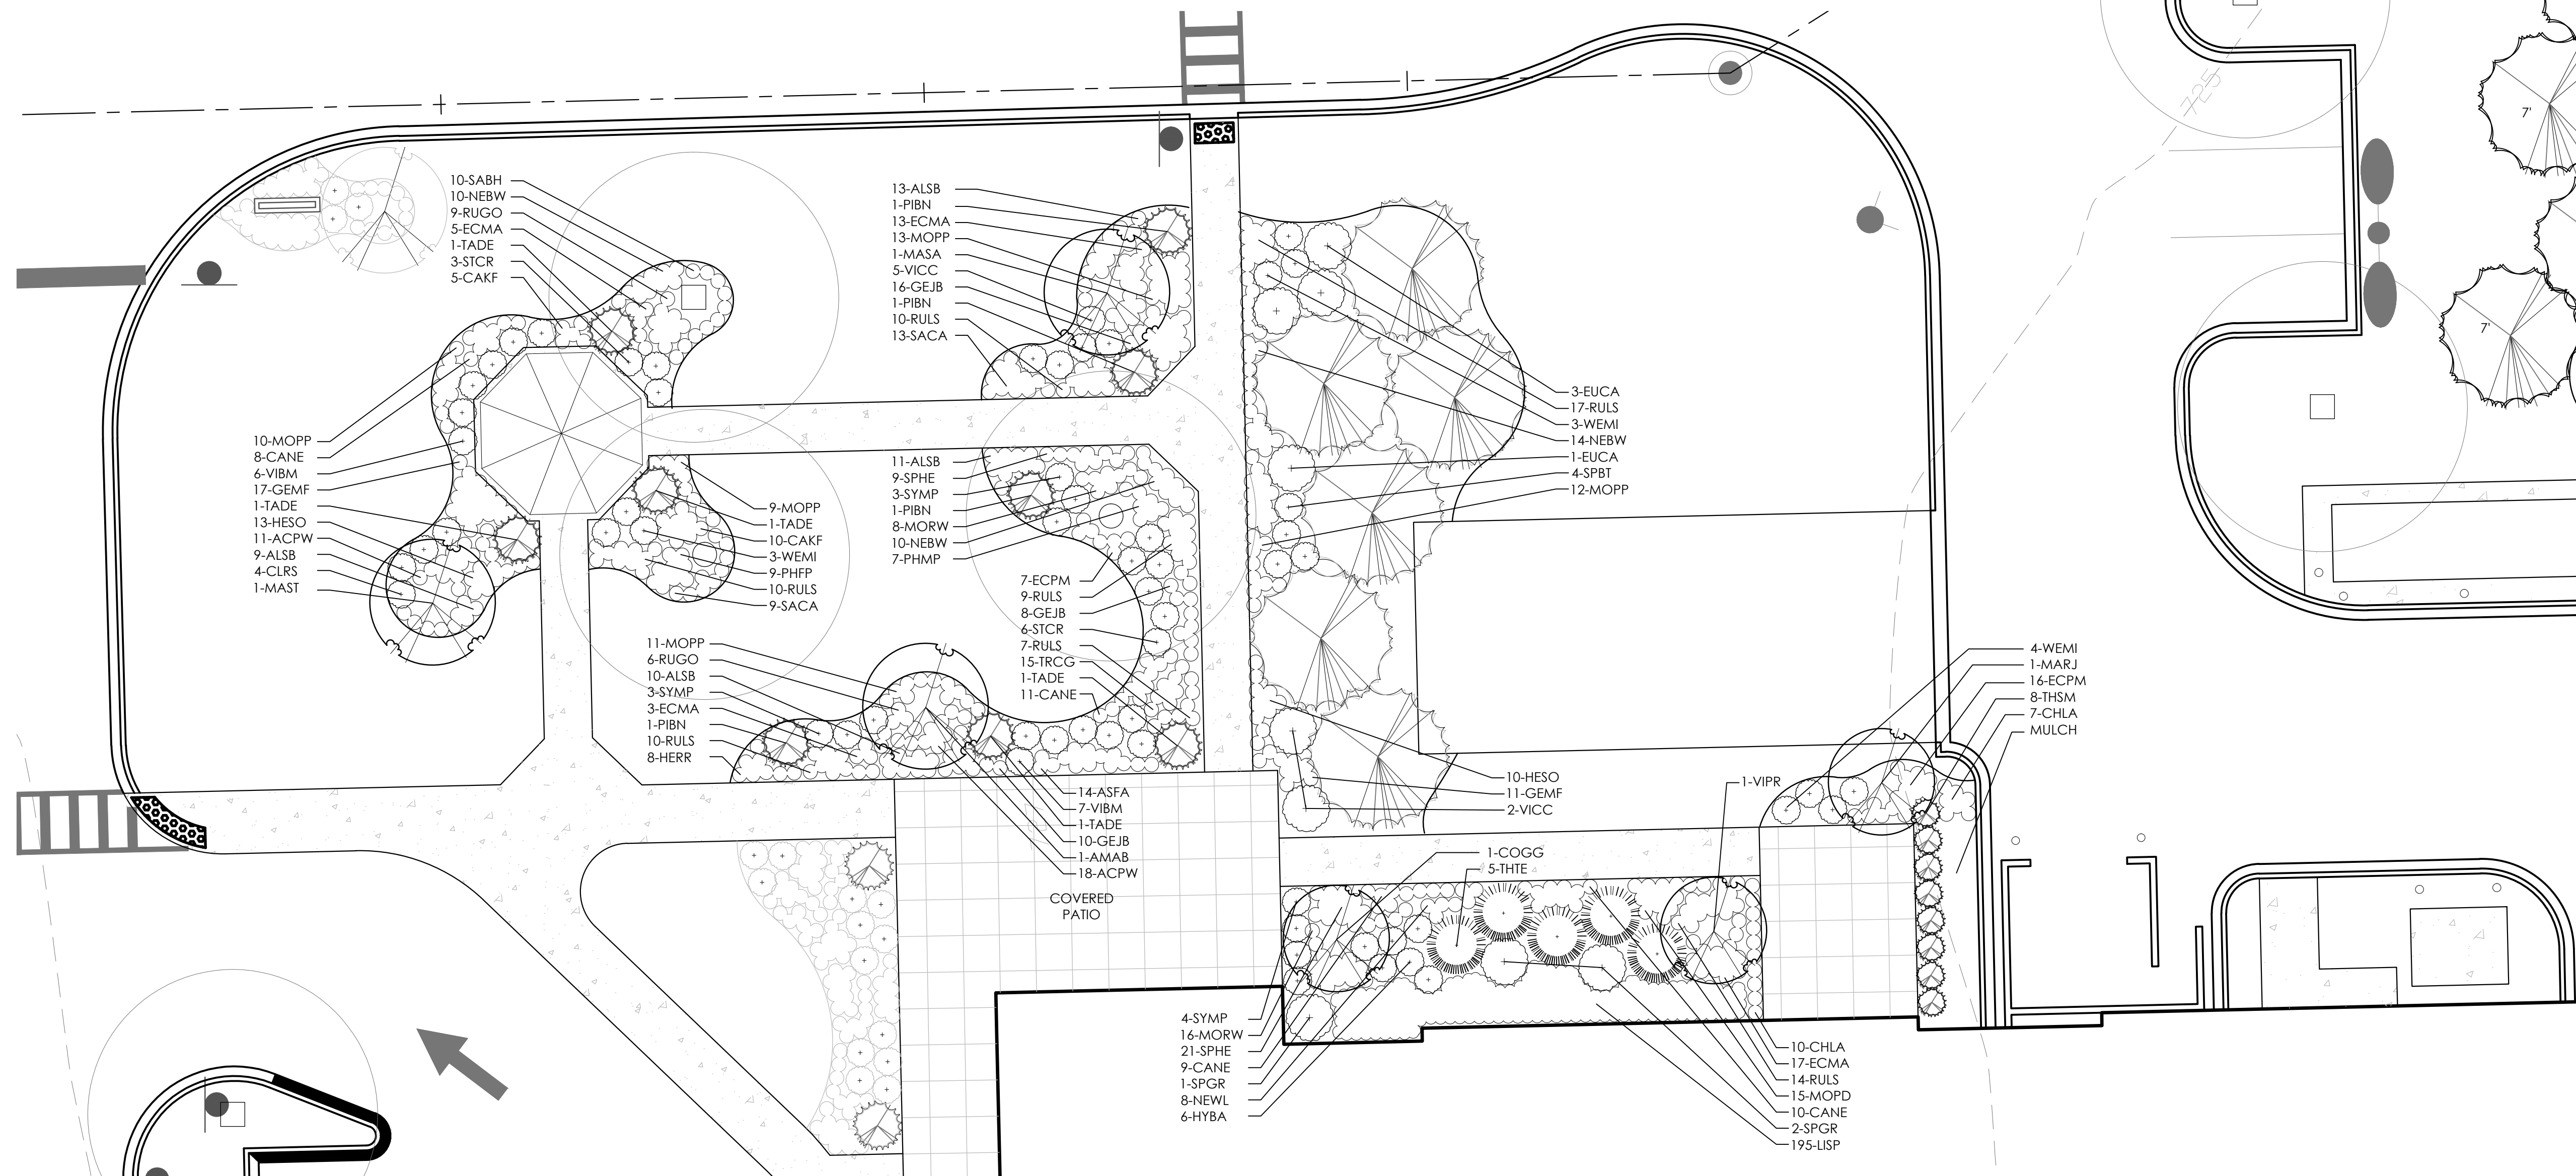 725
7'
7'
10-SABH
10-NEBW
9-RUGO
5-ECMA
1-TADE
3-STCR
5-CAKF
13-ALSB
1-PIBN
13-ECMA
13-MOPP
1-MASA
5-VICC
16-GEJB
1-PIBN
10-RULS
13-SACA
3-EUCA
17-RULS
3-WEMI
14-NEBW
1-EUCA
4-SPBT
12-MOPP
10-MOPP
8-CANE
6-VIBM
17-GEMF
1-TADE
13-HESO
11-ACPW
9-ALSB
4-CLRS
1-MAST
9-MOPP
1-TADE
10-CAKF
3-WEMI
9-PHFP
10-RULS
9-SACA
11-ALSB
9-SPHE
3-SYMP
1-PIBN
8-MORW
10-NEBW
7-PHMP
7-ECPM
9-RULS
8-GEJB
6-STCR
7-RULS
15-TRCG
1-TADE
11-CANE
11-MOPP
6-RUGO
10-ALSB
3-SYMP
3-ECMA
1-PIBN
10-RULS
8-HERR
4-WEMI
1-MARJ
16-ECPM
8-THSM
7-CHLA
MULCH
14-ASFA
7-VIBM
1-TADE
10-GEJB
1-AMAB
18-ACPW
10-HESO
11-GEMF
2-VICC
1-VIPR
1-COGG
5-THTE
COVERED
PATIO
4-SYMP
16-MORW
21-SPHE
9-CANE
1-SPGR
8-NEWL
6-HYBA
10-CHLA
17-ECMA
14-RULS
15-MOPD
10-CANE
2-SPGR
195-LISP